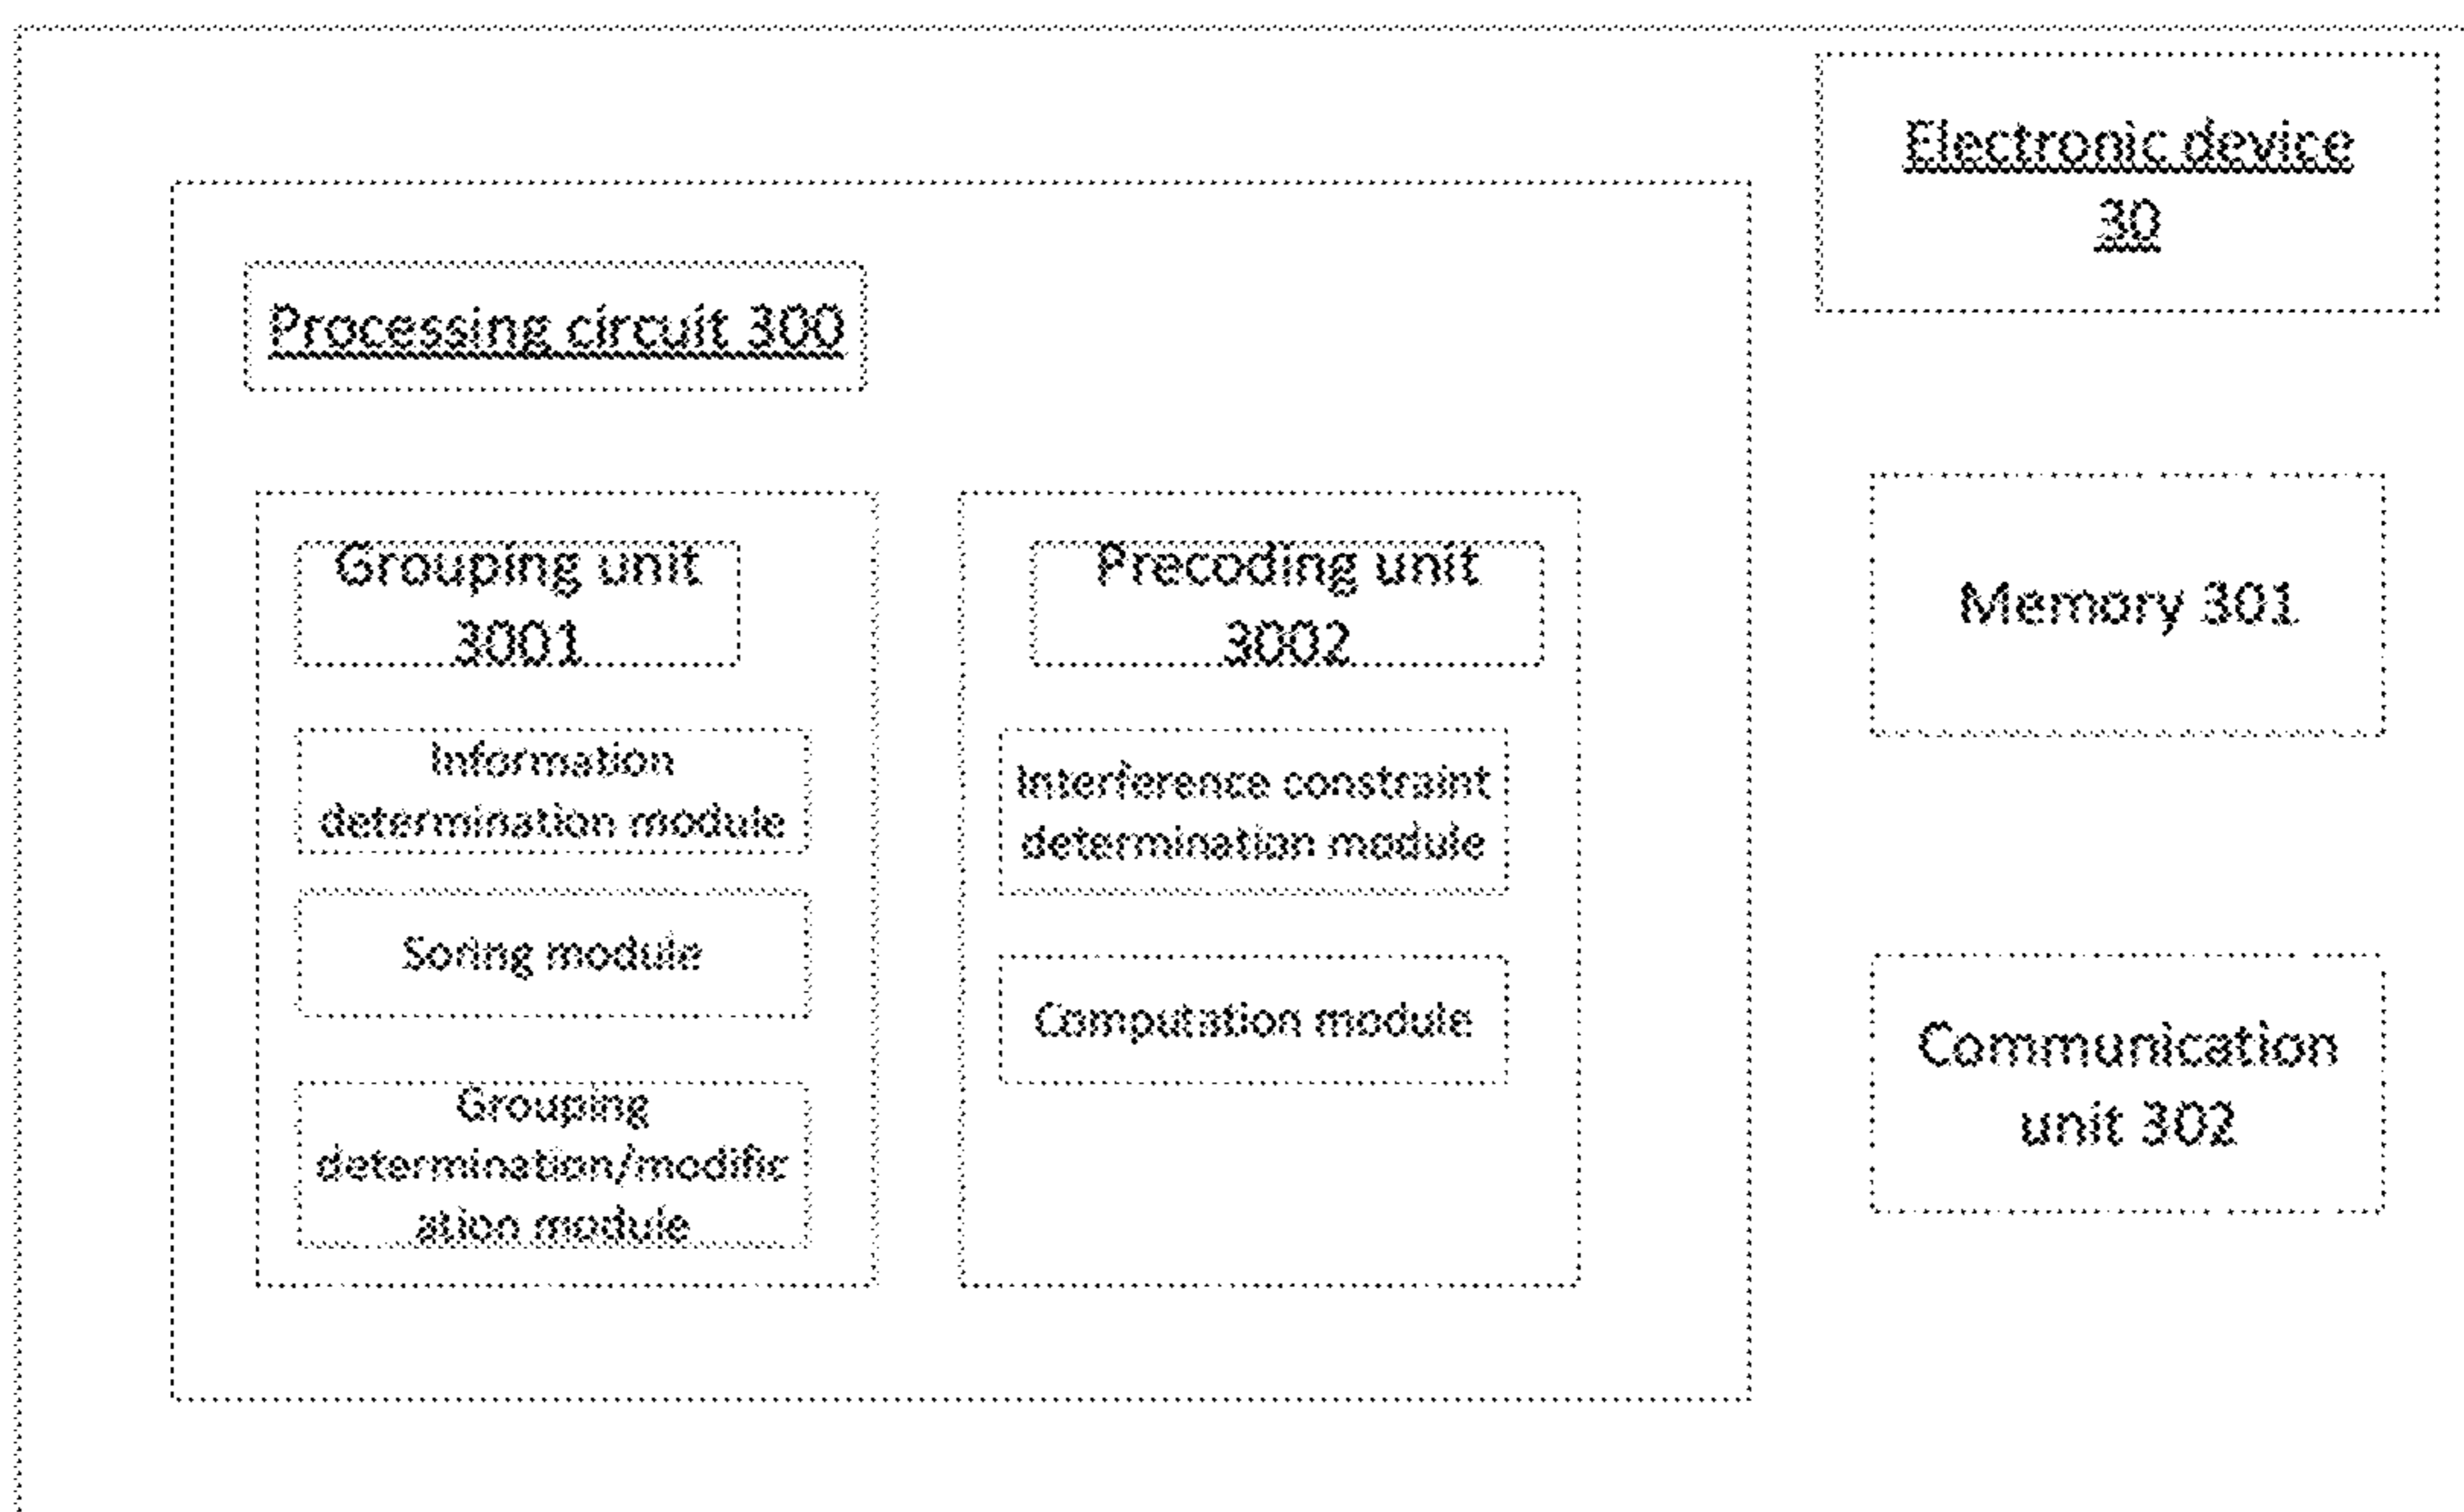 Electronic device
30
Processing circuit 300
Grouping unit
3001
Information
determination module
Soring module
Grouping
determination/modific
ation module
Precoding unit
3002
Interference constraint
determination module
Computation module
Memory 301
Communication
unit 302